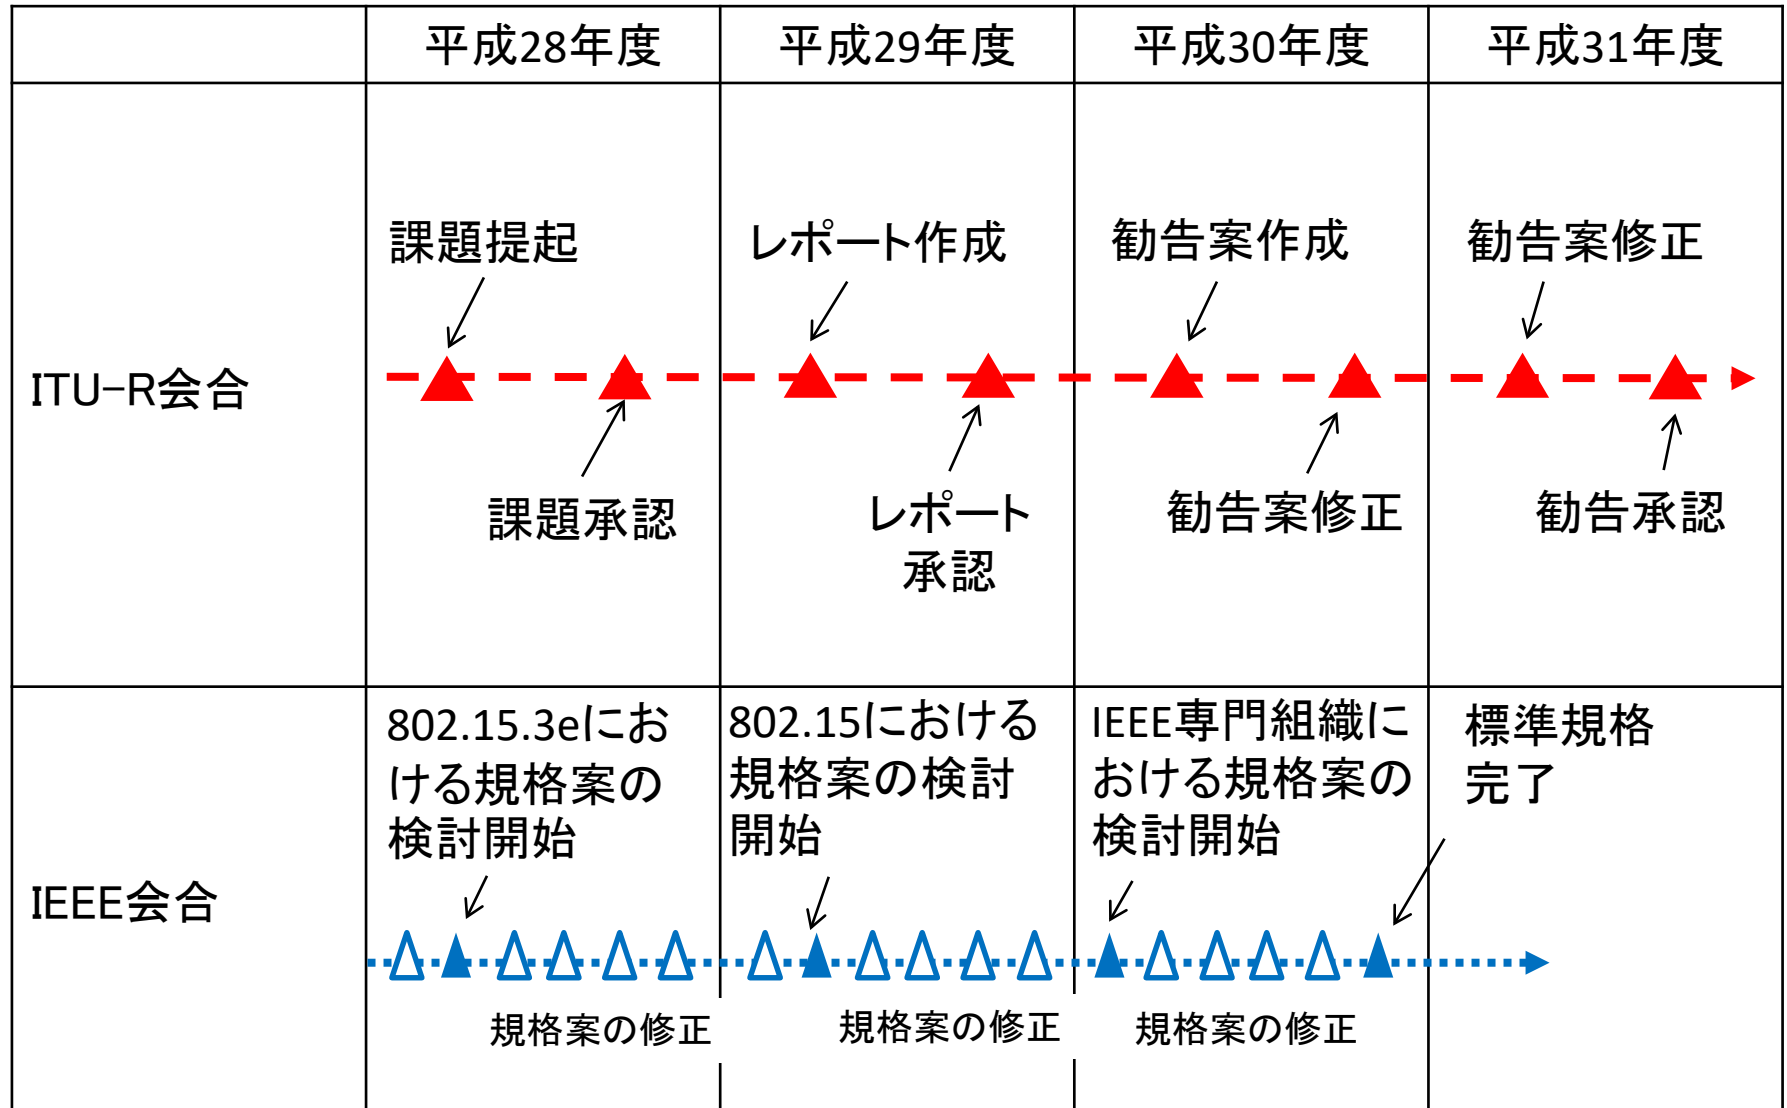 平成28年度
平成29年度
平成30年度
平成31年度
ITU-R会合
課題提起
レポート作成
勧告案作成
勧告案修正
課題承認
レポート
承認
勧告案修正
勧告承認
IEEE会合
802.15.3eにお
ける規格案の
検討開始
802.15における
規格案の検討
開始
IEEE専門組織に
おける規格案の
検討開始
標準規格
完了
規格案の修正
規格案の修正
規格案の修正